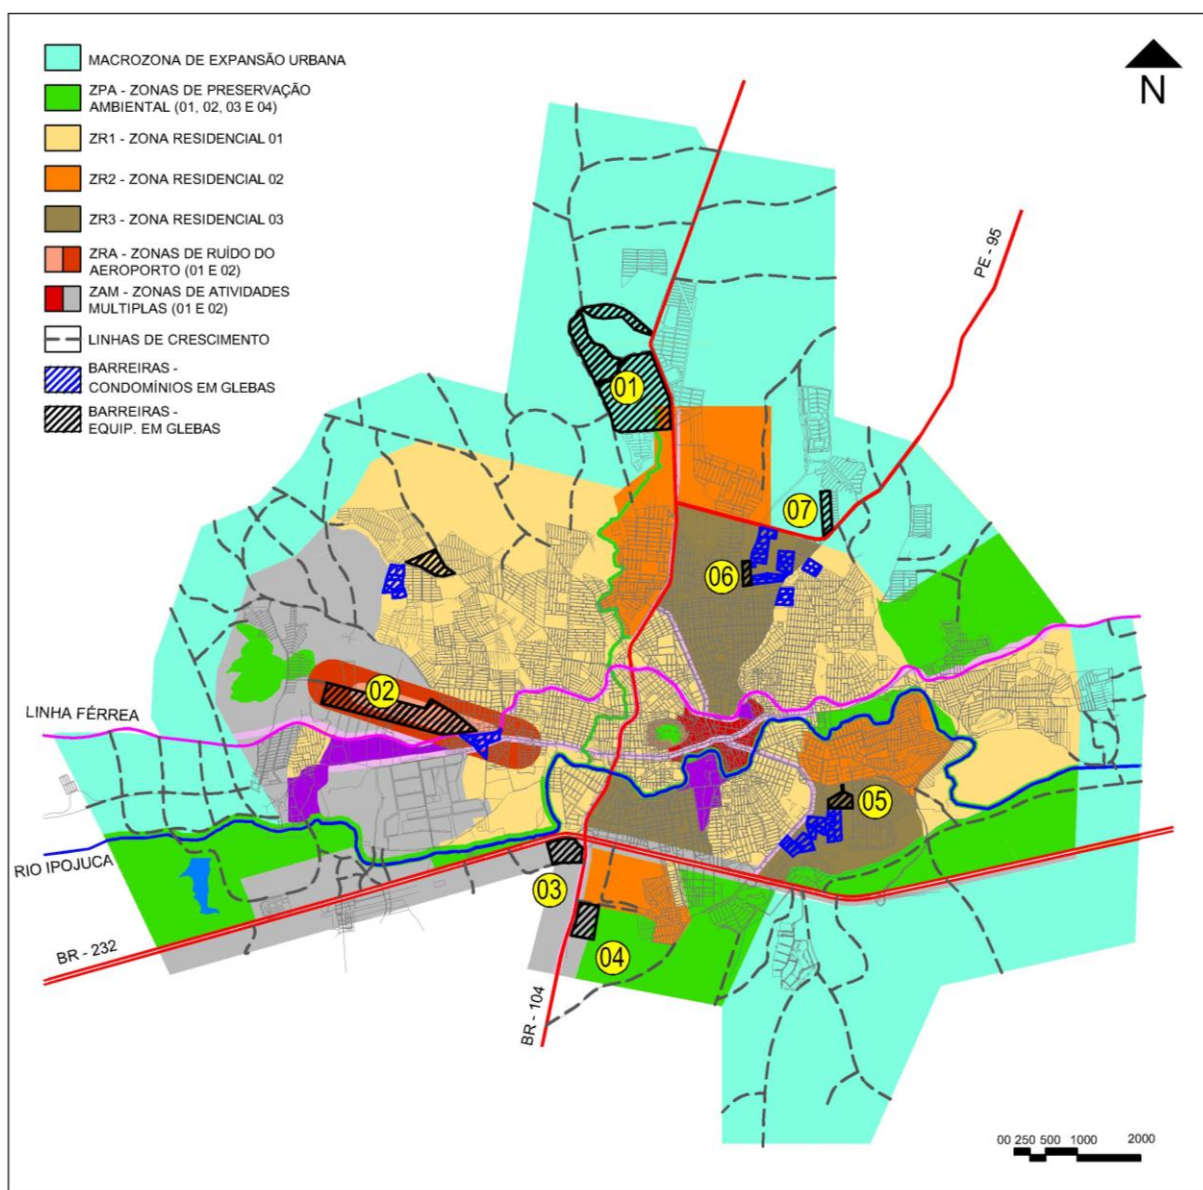 MACROZONA DE EXPANSÃO URBANA
ZPA - ZONAS DE PRESERVAÇÃO
AMBIENTAL (01, 02, 03 E 04)
ZR1 - ZONA RESIDENCIAL 01
ZR2 - ZONA RESIDENCIAL 02
ZR3 - ZONA RESIDENCIAL 03
ZRA - ZONAS DE RUÍDO DO
AEROPORTO (01 E 02)
ZAM - ZONAS DE ATIVIDADES
MULTIPLAS (01 E 02)
LINHAS DE CRESCIMENTO
BARREIRAS -
CONDOMÍNIOS EM GLEBAS
BARREIRAS -
EQUIP. EM GLEBAS
N
PE - 95
01
07
06
02
LINHA FÉRREA
05
RIO IPOJUCA
03
BR - 232
04
BR - 104
00 250 500 1000 2000